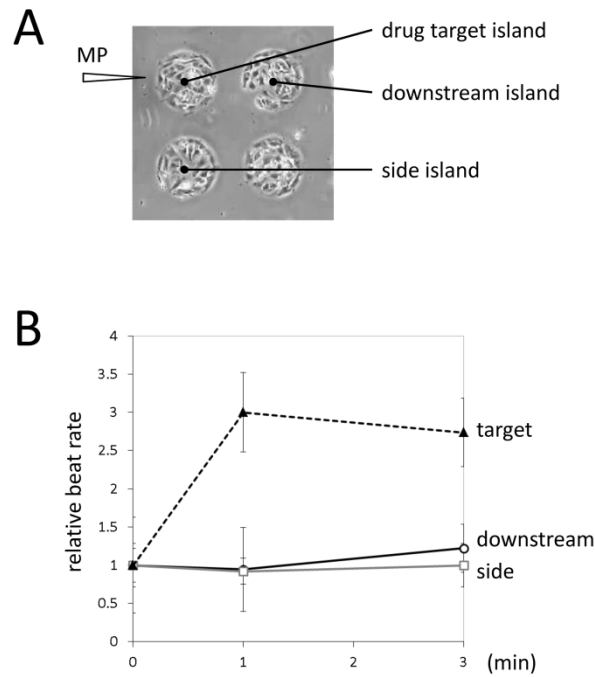 A
MP
drug target island
downstream island
side island
B
relative beat rate
4
3.5
3
2.5
2
1.5
1
0.5
0
0
1
2
3
(min)
target
downstream
side